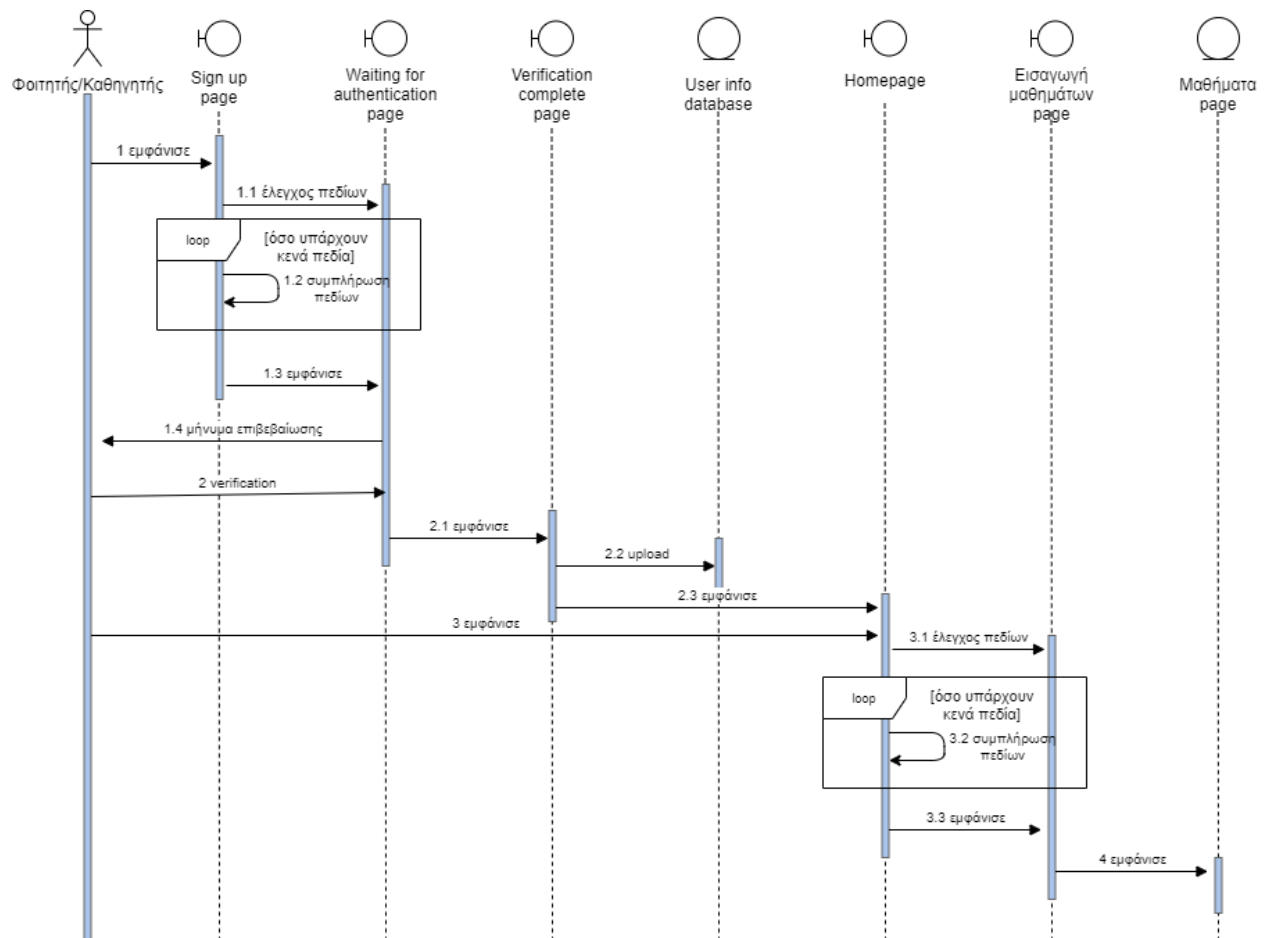 Φοιτητής/Καθηγητής
Sign up
page
Waiting for
authentication
page
Verification
complete
page
User info
database
Homepage
Εισαγωγή
μαθημάτων
page
Μαθήματα
page
1 εμφάνισε
1.1 έλεγχος πεδίων
loop
[όσο υπάρχουν
κενά πεδία]
1.2 συμπλήρωση
πεδίων
1.3 εμφάνισε
1.4 μήνυμα επιβεβαίωσης
2 verification
2.1 εμφάνισε
2.2 upload
2.3 εμφάνισε
3 εμφάνισε
3.1 έλεγχος πεδίων
loop
[όσο υπάρχουν
κενά πεδία]
3.2 συμπλήρωση
πεδίων
3.3 εμφάνισε
4 εμφάνισε